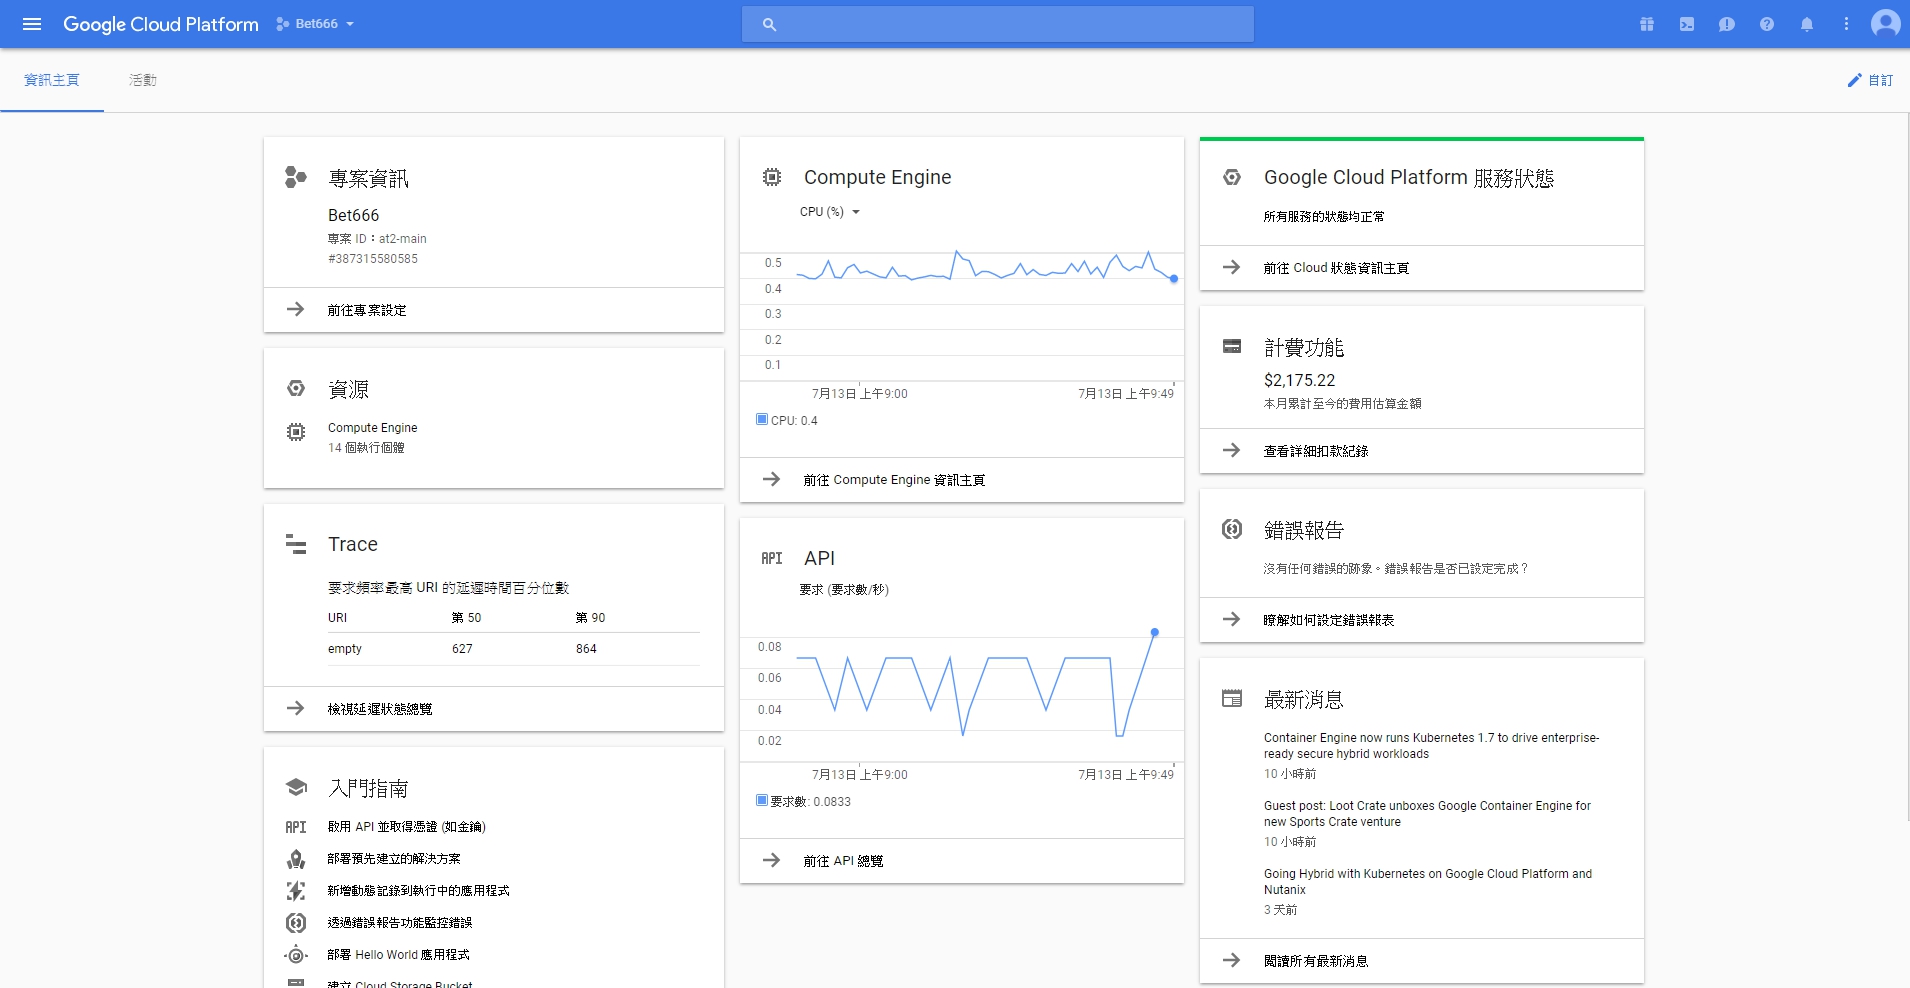 Google Cloud Platform
Bet666
資訊主頁
活動
自訂
專案資訊
Bet666
專案 ID：at2-main
#387315580585
前往專案設定
資源
Compute Engine
14 個執行個體
Trace
要求頻率最高 URI 的延遲時間百分位數
URI 第 50 第 90
empty 627 864
檢視延遲狀態總覽
入門指南
API
啟用 API 並取得憑證 (如金鑰)
部署預先建立的解決方案
新增動態記錄到執行中的應用程式
透過錯誤報告功能監控錯誤
部署 Hello World 應用程式
建立 Cloud Storage Bucket
Compute Engine
CPU (%)
0.5
0.4
0.3
0.2
0.1
7月13日 上午9:00
7月13日 上午9:49
CPU: 0.4
前往 Compute Engine 資訊主頁
API
API
要求 (要求數/秒)
0.08
0.06
0.04
0.02
7月13日 上午9:00
7月13日 上午9:49
要求數: 0.0833
前往 API 總覽
Google Cloud Platform 服務狀態
所有服務的狀態均正常
前往 Cloud 狀態資訊主頁
計費功能
$2,175.22
本月累計至今的費用估算金額
查看詳細扣款紀錄
錯誤報告
沒有任何錯誤的跡象。錯誤報告是否已設定完成？
瞭解如何設定錯誤報表
最新消息
Container Engine now runs Kubernetes 1.7 to drive enterprise-
ready secure hybrid workloads
10 小時前
Guest post: Loot Crate unboxes Google Container Engine for
new Sports Crate venture
10 小時前
Going Hybrid with Kubernetes on Google Cloud Platform and
Nutanix
3 天前
閱讀所有最新消息